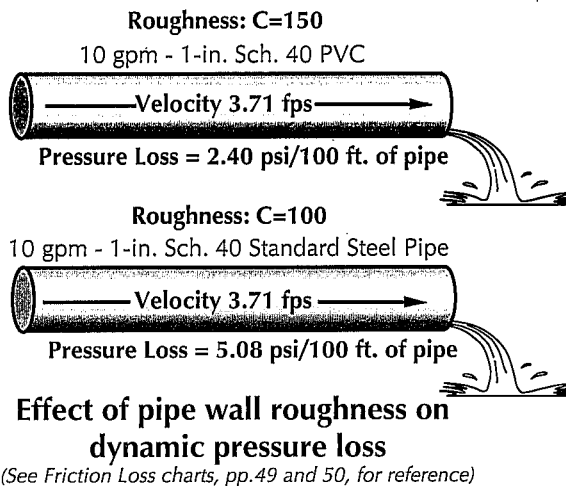 Roughness: C=150
10 gpm - 1-in. Sch. 40 PVC
Velocity 3.71 fps
Pressure Loss = 2.40 psi/100 ft. of pipe
Roughness: C=100
10 gpm - 1-in. Sch. 40 Standard Steel Pipe
Velocity 3.71 fps
Pressure Loss = 5.08 psi/100 ft. of pipe
Effect of pipe wall roughness on
dynamic pressure loss
(See Friction Loss charts, pp.49 and 50, for reference)